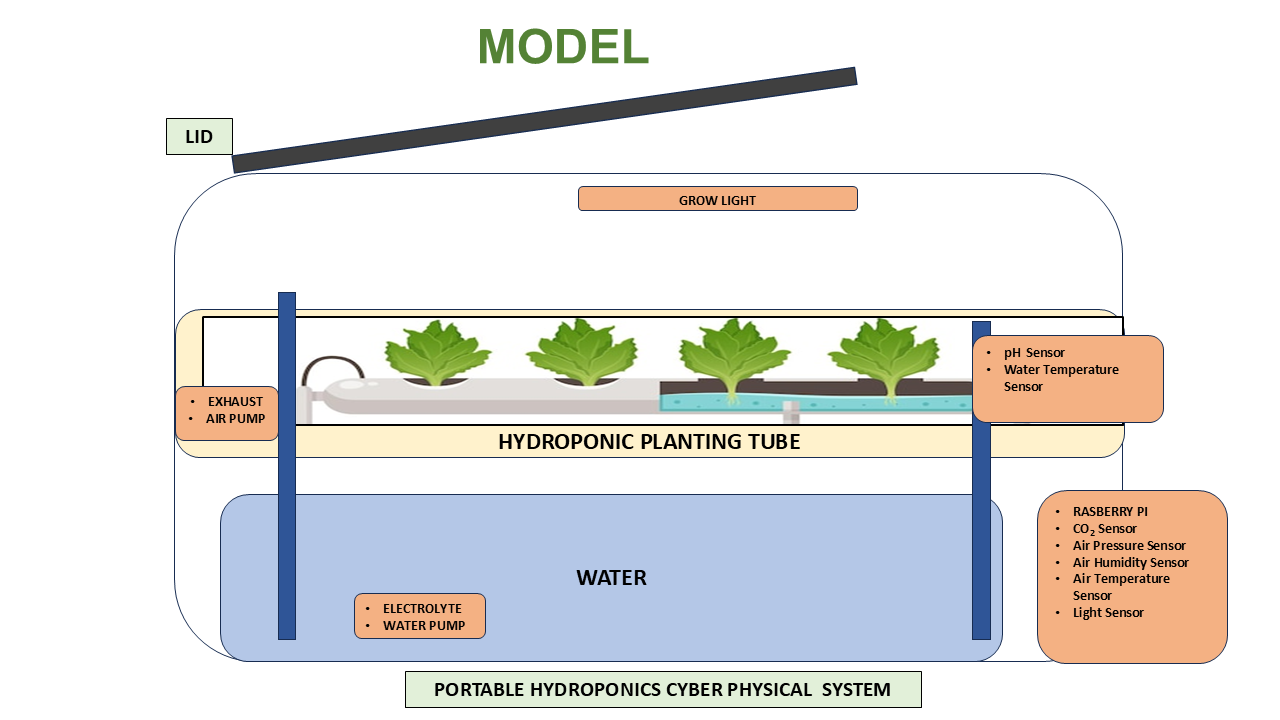 MODEL
LID
GROW LIGHT
• pH Sensor
• Water Temperature
Sensor
• EXHAUST
• AIR PUMP
HYDROPONIC PLANTING TUBE
• RASBERRY PI
• CO₂ Sensor
• Air Pressure Sensor
• Air Humidity Sensor
• Air Temperature
Sensor
• Light Sensor
WATER
• ELECTROLYTE
• WATER PUMP
PORTABLE HYDROPONICS CYBER PHYSICAL SYSTEM